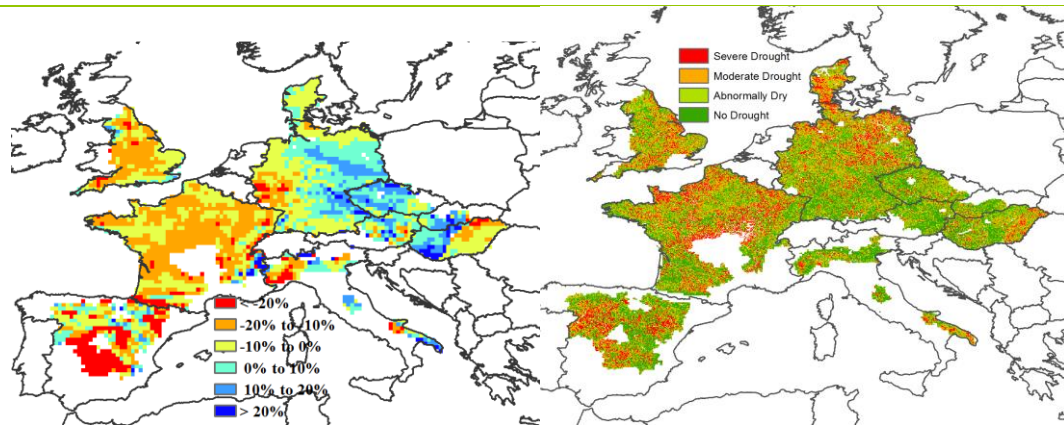 < -20%
-20% to -10%
-10% to 0%
0% to 10%
10% to 20%
> 20%
Severe Drought
Moderate Drought
Abnormally Dry
No Drought